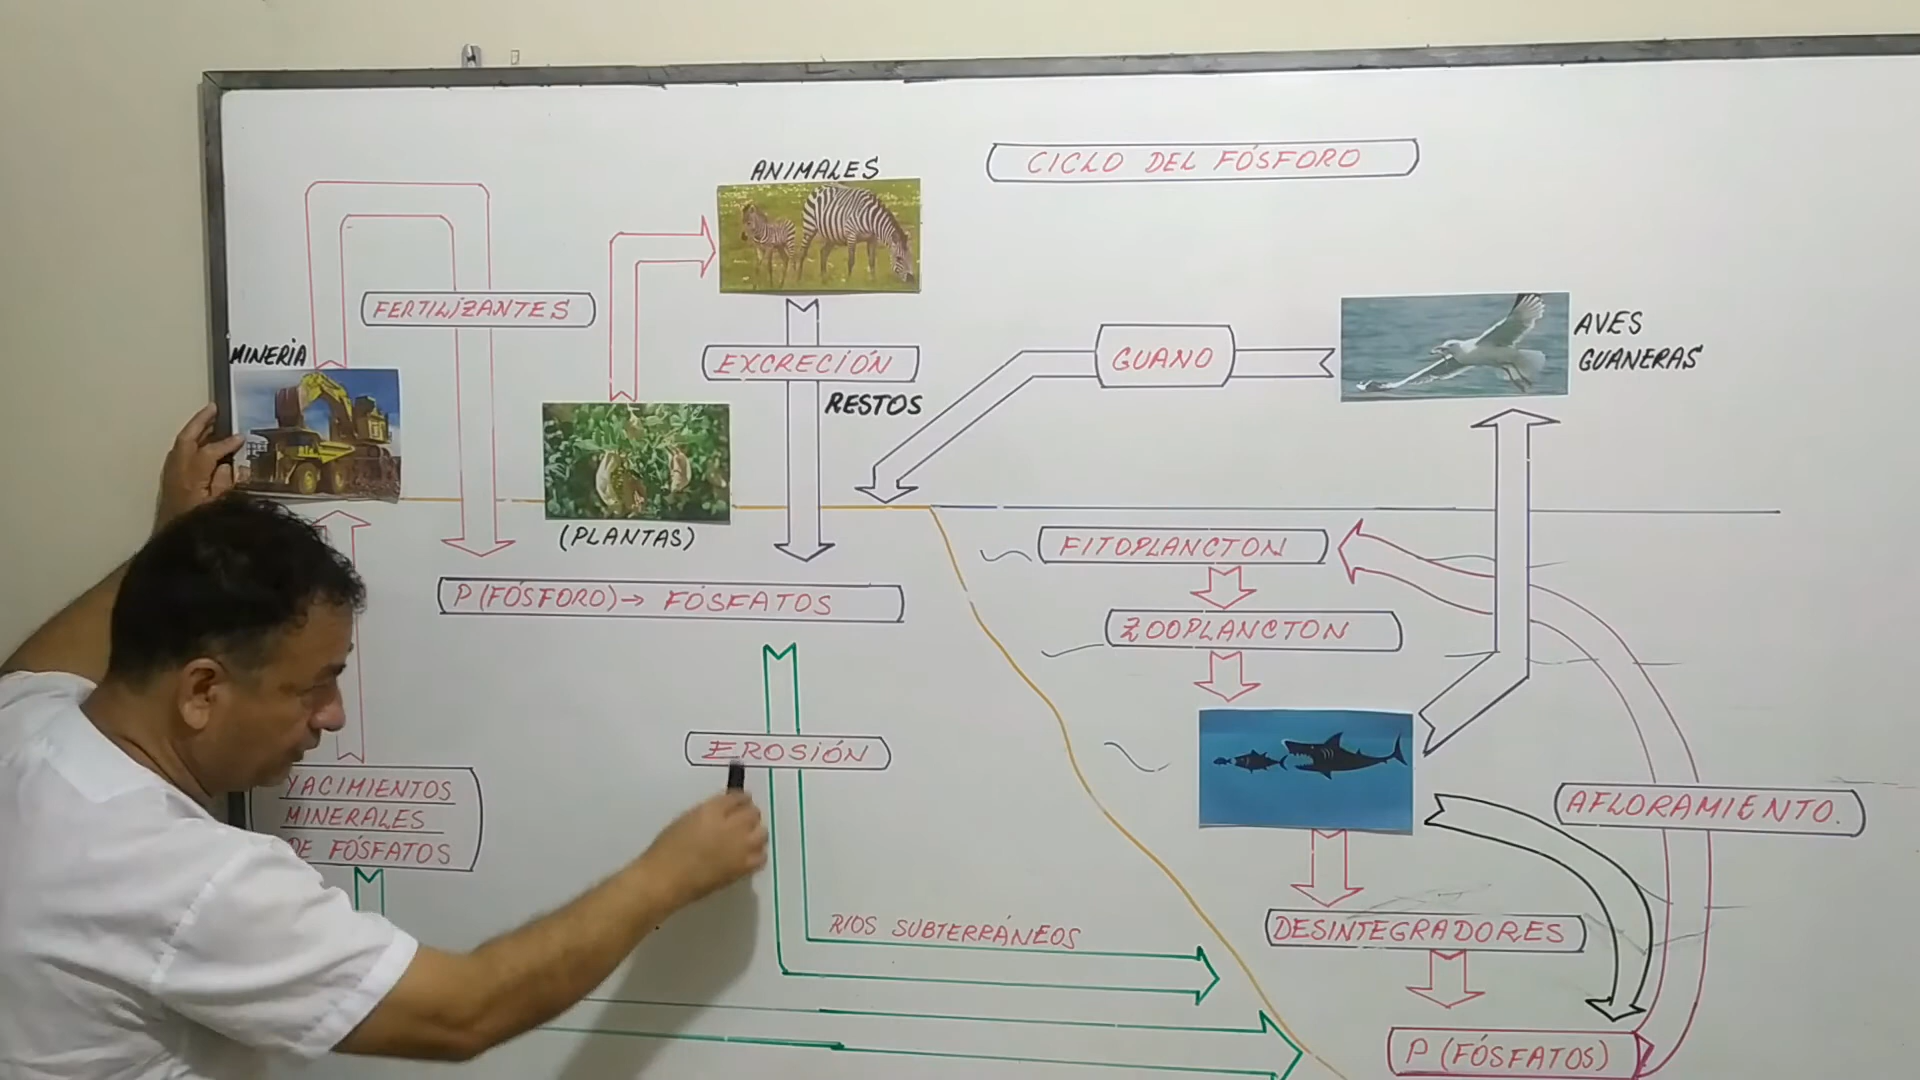 CICLO DEL FÓSFORO
ANIMALES
FERTILIZANTES
MINERIA
EXCRECIÓN
RESTOS
GUANO
AVES
GUANERAS
(PLANTAS)
P (FÓSFORO) → FÓSFATOS
FITOPLANCTON
ZOOPLANCTON
EROSIÓN
YACIMIENTOS
MINERALES
DE FÓSFATOS
AFLORAMIENTO.
RIOS SUBTERRÁNEOS
DESINTEGRADORES
P (FÓSFATOS)